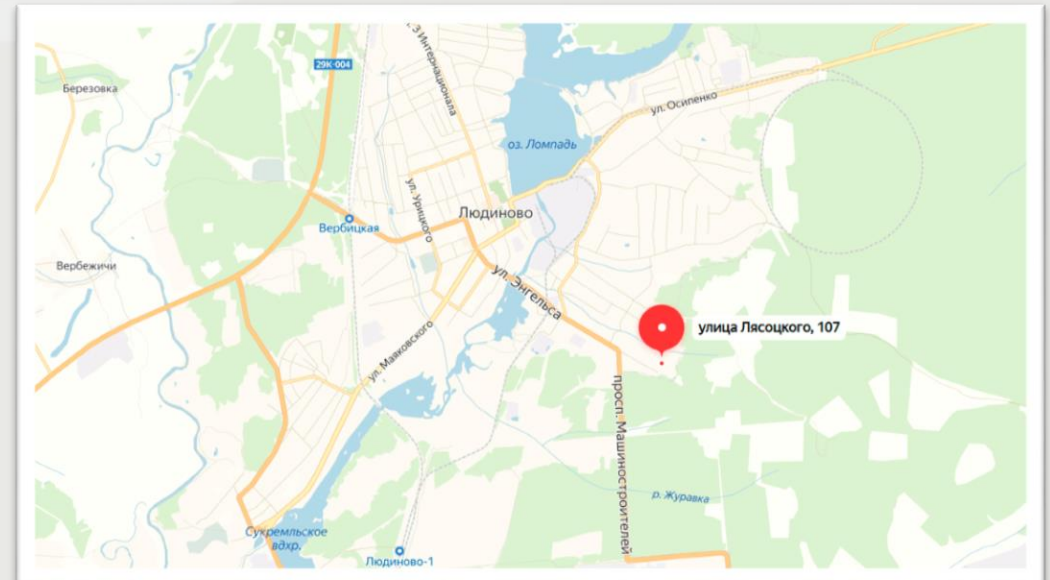 ул. 3 Интернационала
29К-004
Березовка
ул. Осипенко
оз. Ломпадь
ул. Урицкого
Людиново
Вербицкая
Вербежичи
ул. Энгельса
улица Лясоцкого, 107
ул. Маяковского
просп. Машиностроителей
р. Журавка
Сукремльское
вдхр.
Людиново-1